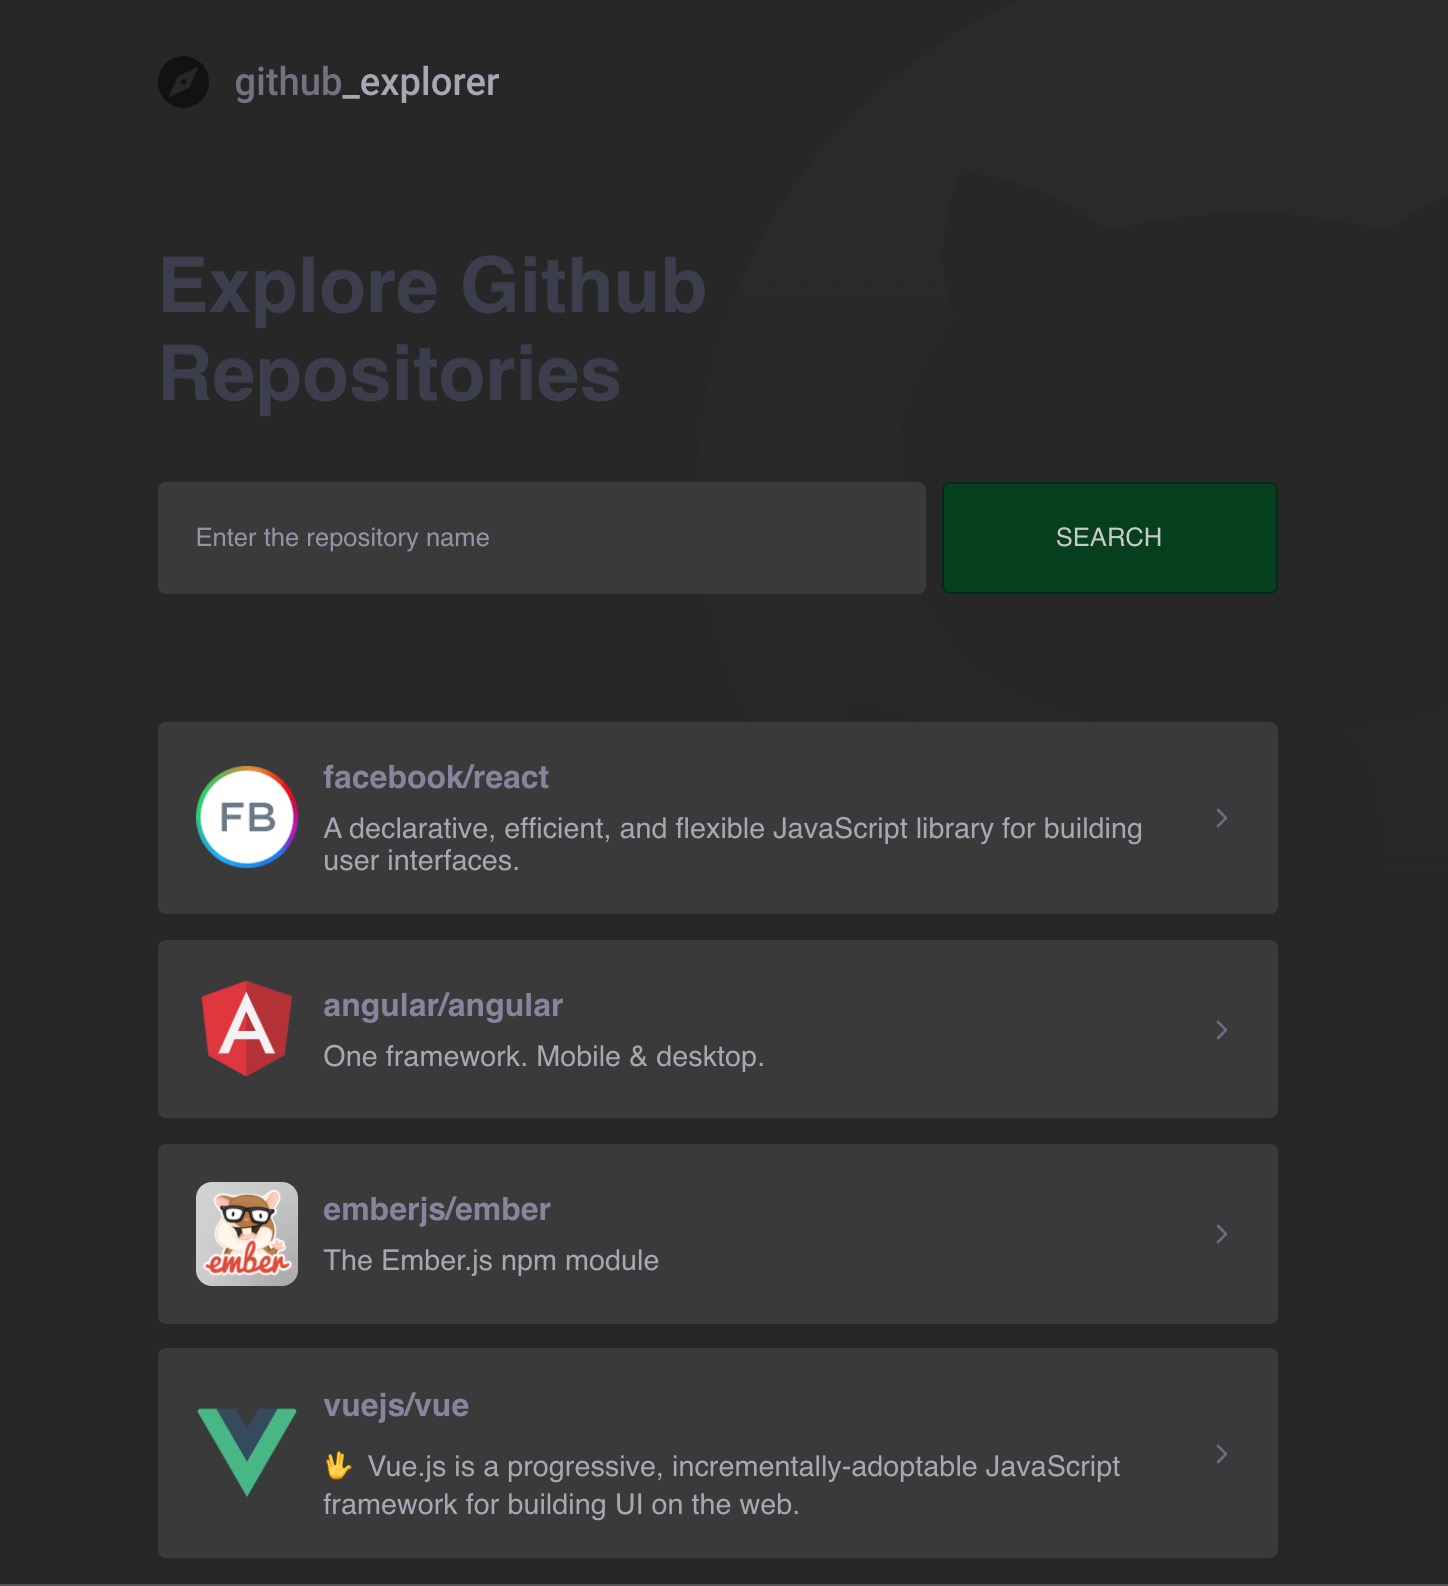 github_explorer
Explore Github
Repositories
Enter the repository name
SEARCH
FB
facebook/react
A declarative, efficient, and flexible JavaScript library for building
user interfaces.
A
angular/angular
One framework. Mobile & desktop.
ember
emberjs/ember
The Ember.js npm module
vuejs/vue
🖖 Vue.js is a progressive, incrementally-adoptable JavaScript
framework for building UI on the web.